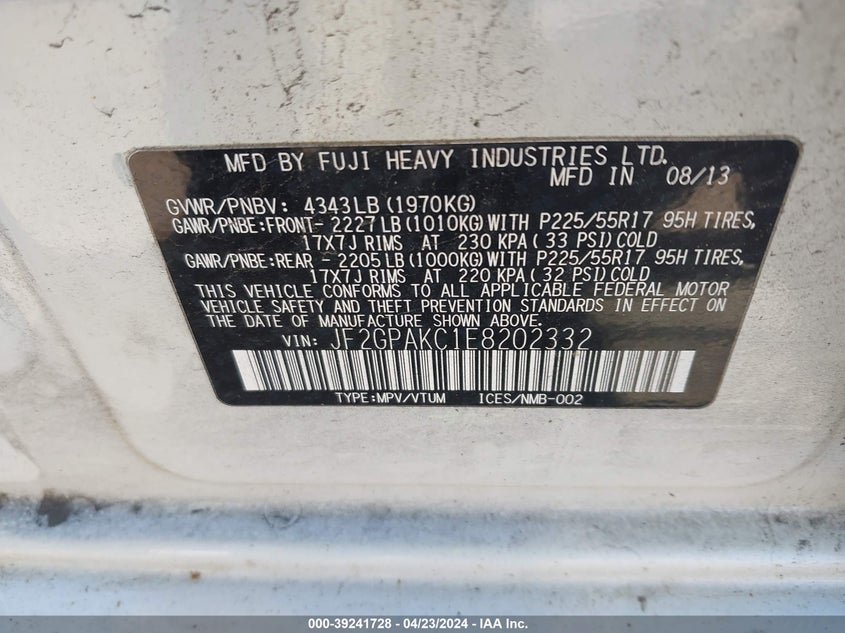 MFD BY FUJI HEAVY INDUSTRIES LTD.
MFD IN 08/13
GVWR/PNBV: 4343LB (1970KG)
GAWR/PNBE:FRONT- 2227LB (1010KG) WITH P225/55R17 95H TIRES,
17X7J RIMS AT 230 KPA ( 33 PSI) COLD
GAWR/PNBE:REAR - 2205LB (1000KG) WITH P225/55R17 95H TIRES,
17X7J RIMS AT 220 KPA ( 32 PSI) COLD
THIS VEHICLE CONFORMS TO ALL APPLICABLE FEDERAL MOTOR
VEHICLE SAFETY AND THEFT PREVENTION STANDARDS IN EFFECT ON
THE DATE OF MANUFACTURE SHOWN ABOVE.
VIN: JF2GPAKC1E8202332
TYPE:MPV/VTUM ICES/NMB-002
000-39241728 - 04/23/2024 - IAA Inc.